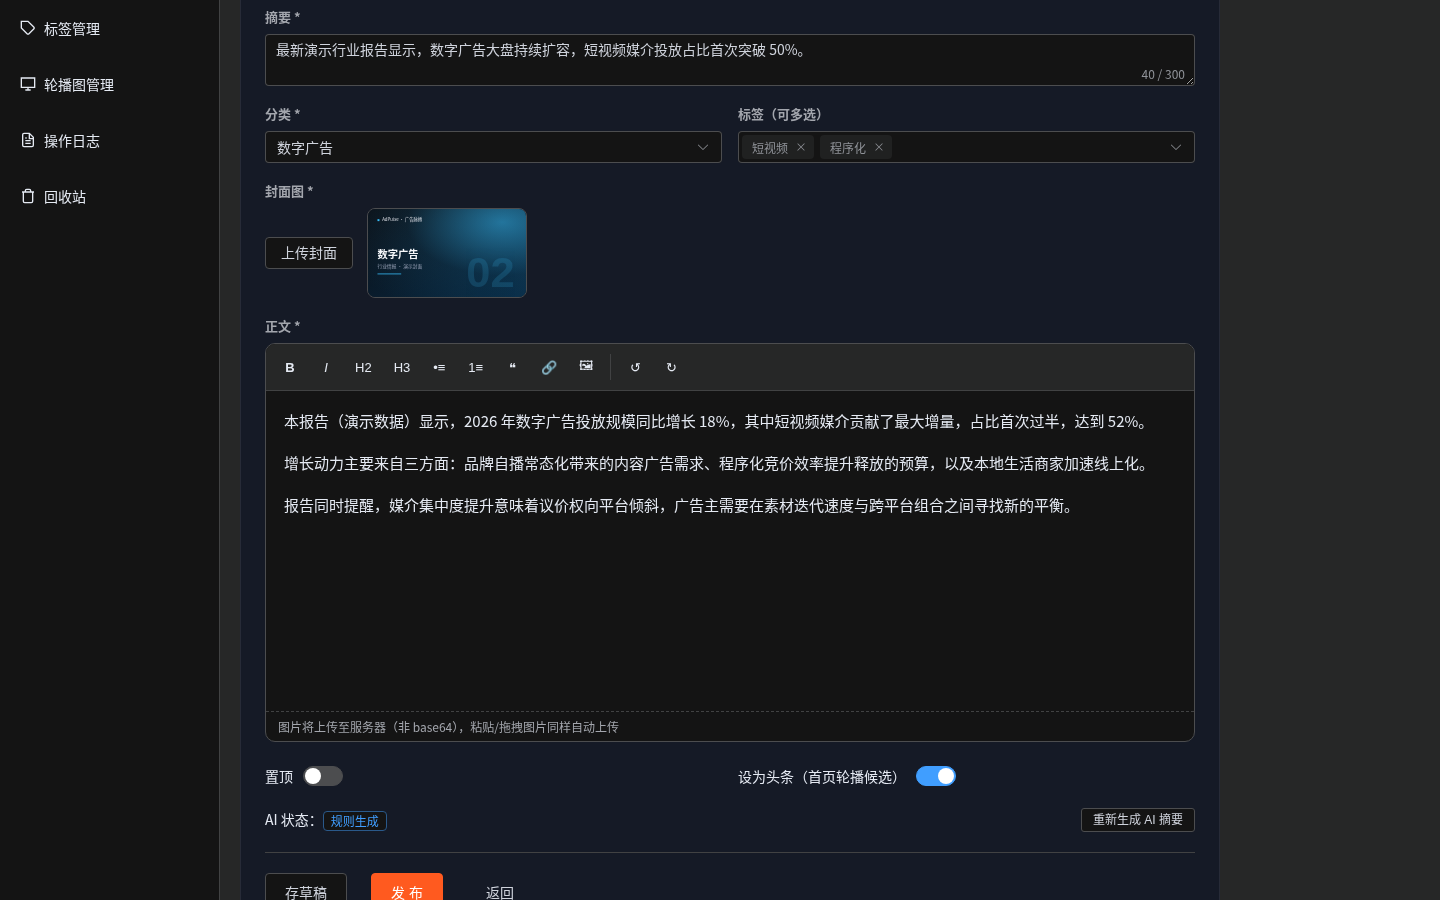 标签管理
轮播图管理
操作日志
回收站
摘要 *
最新演示行业报告显示，数字广告大盘持续扩容，短视频媒介投放占比首次突破 50%。
40 / 300
分类 *
标签（可多选）
数字广告
短视频
程序化
封面图 *
上传封面
数字广告
行业情报 · 演示封面
02
正文 *
B I H2 H3 1≡ ❝
本报告（演示数据）显示，2026 年数字广告投放规模同比增长 18%，其中短视频媒介贡献了最大增量，占比首次过半，达到 52%。
增长动力主要来自三方面：品牌自播常态化带来的内容广告需求、程序化竞价效率提升释放的预算，以及本地生活商家加速线上化。
报告同时提醒，媒介集中度提升意味着议价权向平台倾斜，广告主需要在素材迭代速度与跨平台组合之间寻找新的平衡。
图片将上传至服务器（非 base64），粘贴/拖拽图片同样自动上传
置顶
设为头条（首页轮播候选）
AI 状态：
规则生成
重新生成 AI 摘要
存草稿
发 布
返回